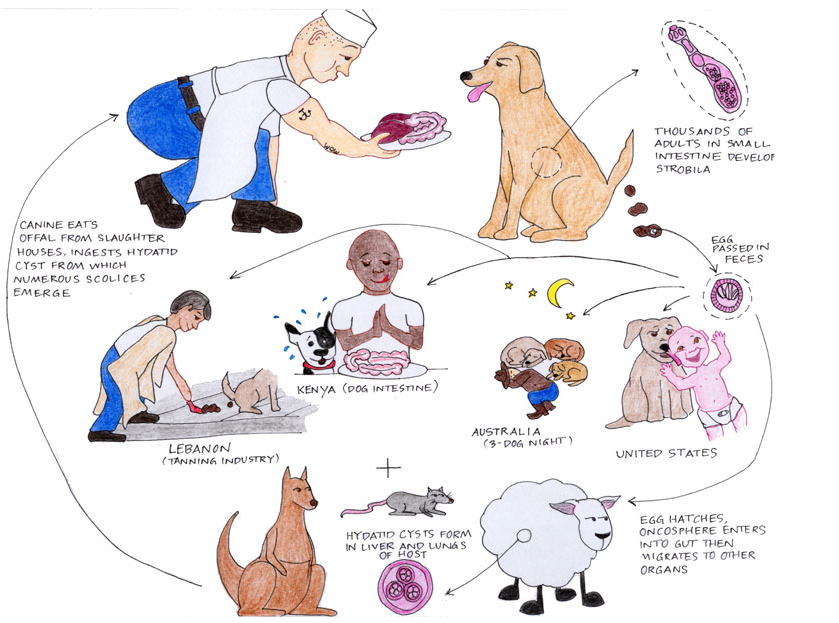 THOUSANDS OF
ADULTS IN SMALL
INTESTINE DEVELOP
STROBILA
MOM
CANINE EATS
OFFAL FROM SLAUGHTER
HOUSES, INGESTS HYDATID
CYST FROM WHICH
NUMEROUS SCOLICES
EMERGE
EGG
PASSED IN
FECES
KENYA (DOG INTESTINE)
AUSTRALIA
(3-DOG NIGHT)
LEBANON
(TANNING INDUSTRY)
UNITED STATES
+
HYDATID CYSTS FORM
IN LIVER AND LUNGS
OF HOST
EGG HATCHES,
ONCOSPHERE ENTERS
INTO GUT THEN
MIGRATES TO OTHER
ORGANS